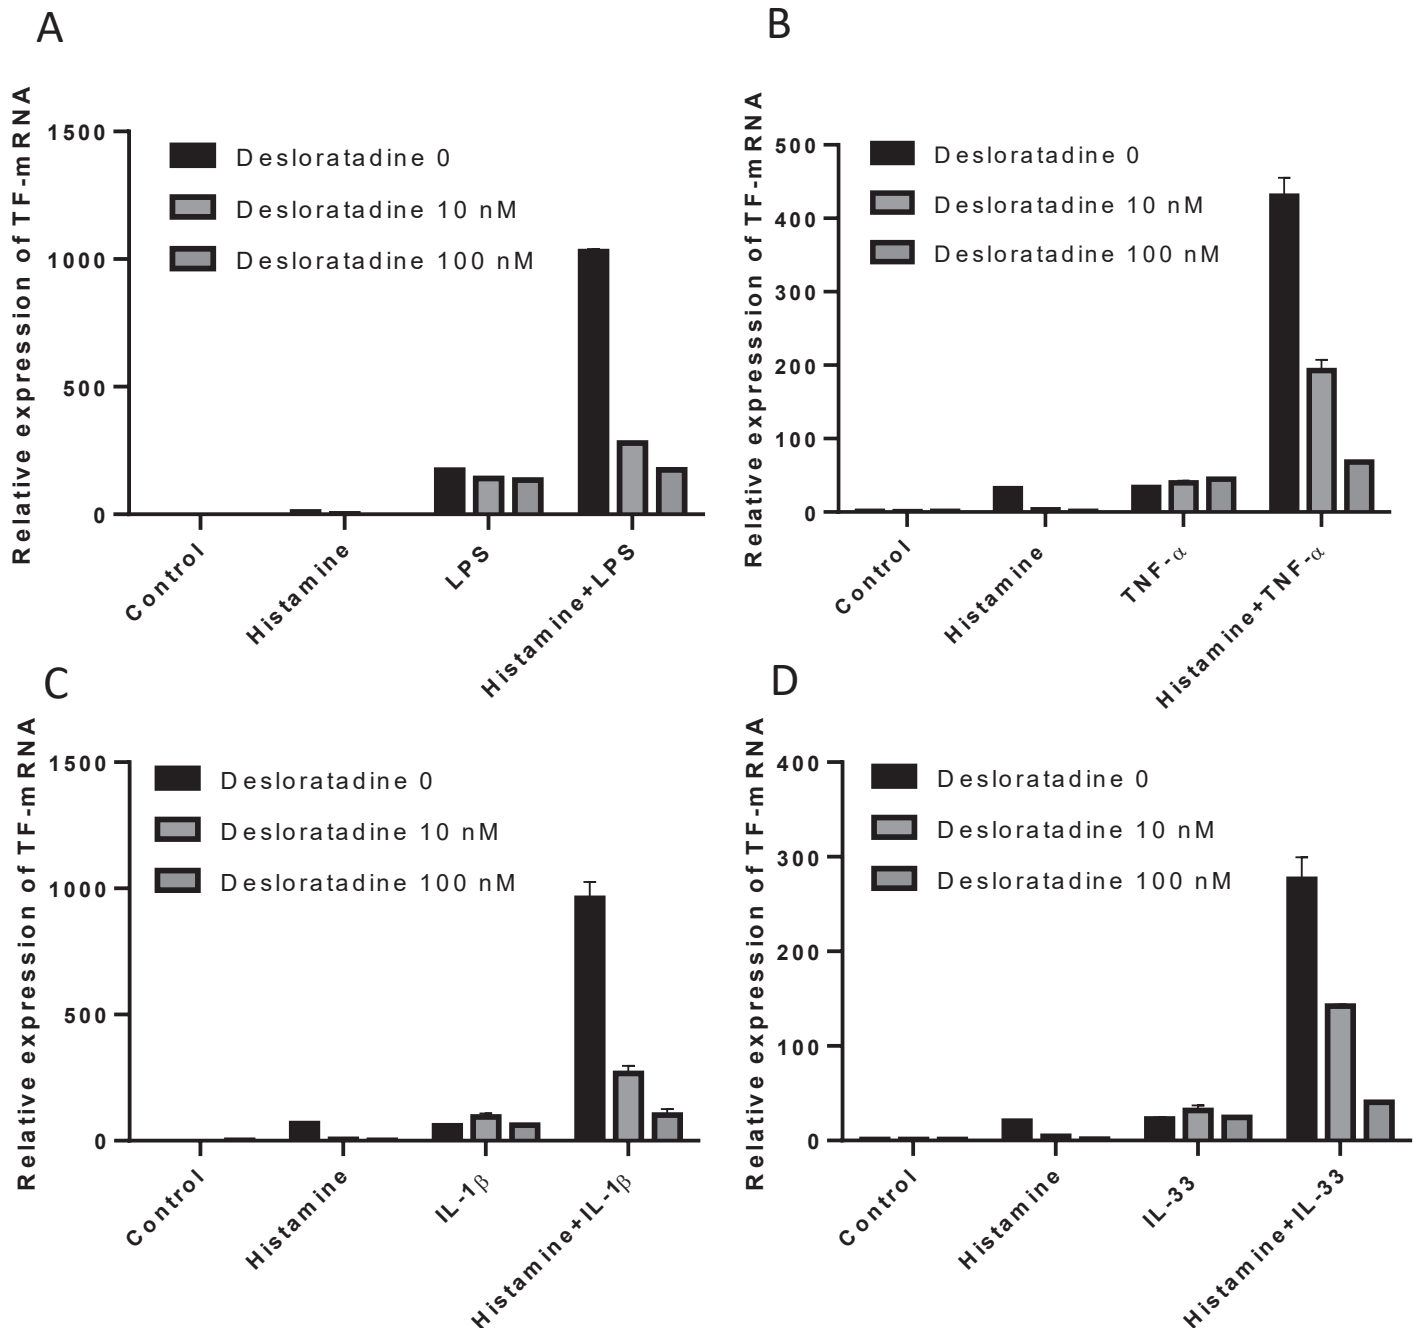 A
Relative expression of TF-mRNA
1500
1000
500
0
Desloratadine 0
Desloratadine 10 nM
Desloratadine 100 nM
Control
Histamine
LPS
Histamine+LPS
B
Relative expresssion of TF-mRNA
500
400
300
200
100
0
Desloratadine 0
Desloratadine 10 nM
Desloratadine 100 nM
Control
Histamine
TNF-α
Histamine+TNF-α
C
Relative expression of TF-mRNA
1500
1000
500
0
Desloratadine 0
Desloratadine 10 nM
Desloratadine 100 nM
Control
Histamine
IL-1β
Histamine+IL-1β
D
Relative expression of TF-mRNA
400
300
200
100
0
Desloratadine 0
Desloratadine 10 nM
Desloratadine 100 nM
Control
Histamine
IL-33
Histamine+IL-33